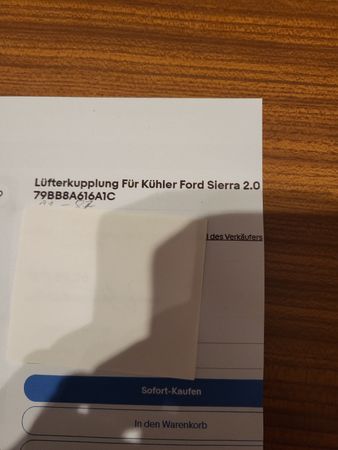 Lüfterkupplung Für Kühler Ford Sierra 2.0
79BB8A616A1C
des Verkäufers
Sofort-Kaufen
In den Warenkorb